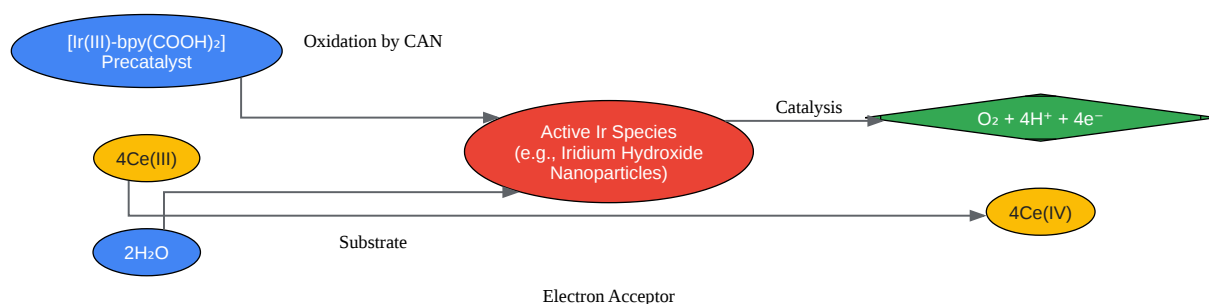 [Ir(III)-bpy(COOH)₂]
Precatalyst
Oxidation by CAN
Catalysis
O₂ + 4H⁺ + 4e⁻
Active Ir Species
(e.g., Iridium Hydroxide
Nanoparticles)
4Ce(III)
4Ce(IV)
2H₂O
Substrate
Electron Acceptor